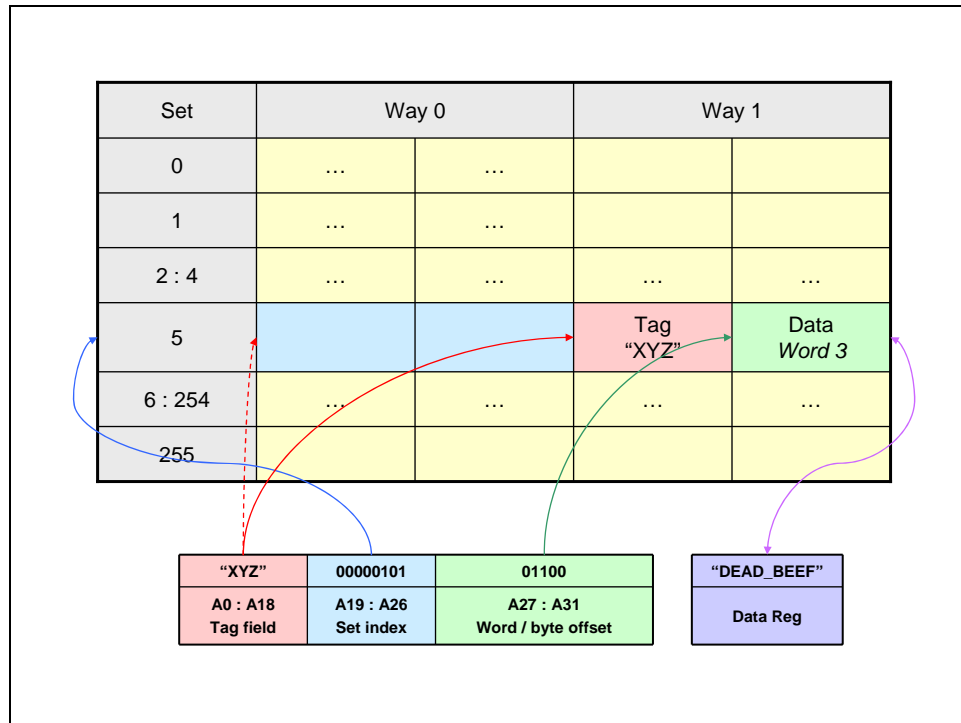 Set Way 0 Way 1
0 … …
1 … …
2 : 4 … … … …
5 Tag “XYZ” Data Word 3
6 : 254 … … … …
255
“XYZ” 00000101 01100 “DEAD_BEEF”
A0 : A18 A19 : A26 A27 : A31 Data Reg
Tag field Set index Word / byte offset